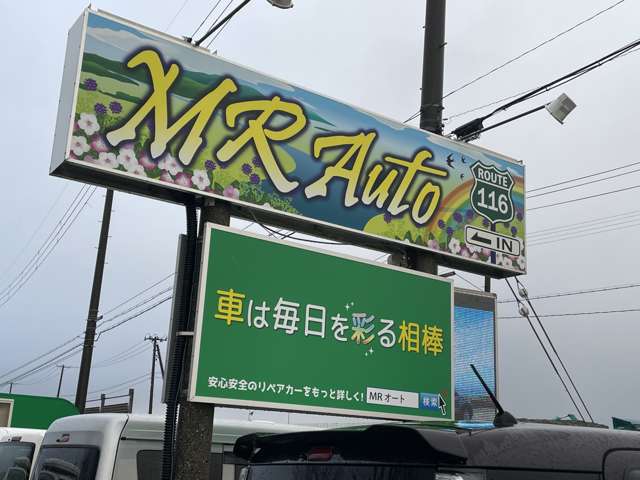 MR Auto
ROUTE
116
IN
車は毎日を彩る相棒
安心安全のリペアカーをもっと詳しく!
MRオート 検索